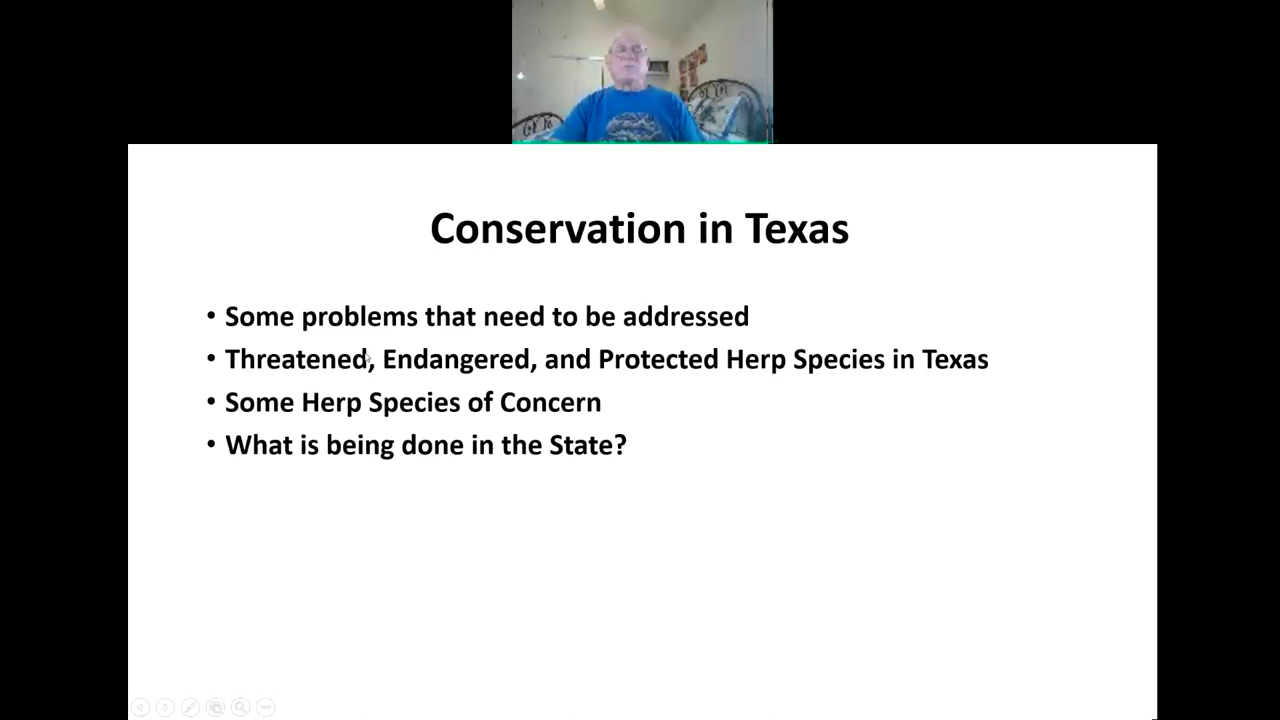 Conservation in Texas
• Some problems that need to be addressed
• Threatened, Endangered, and Protected Herp Species in Texas
• Some Herp Species of Concern
• What is being done in the State?